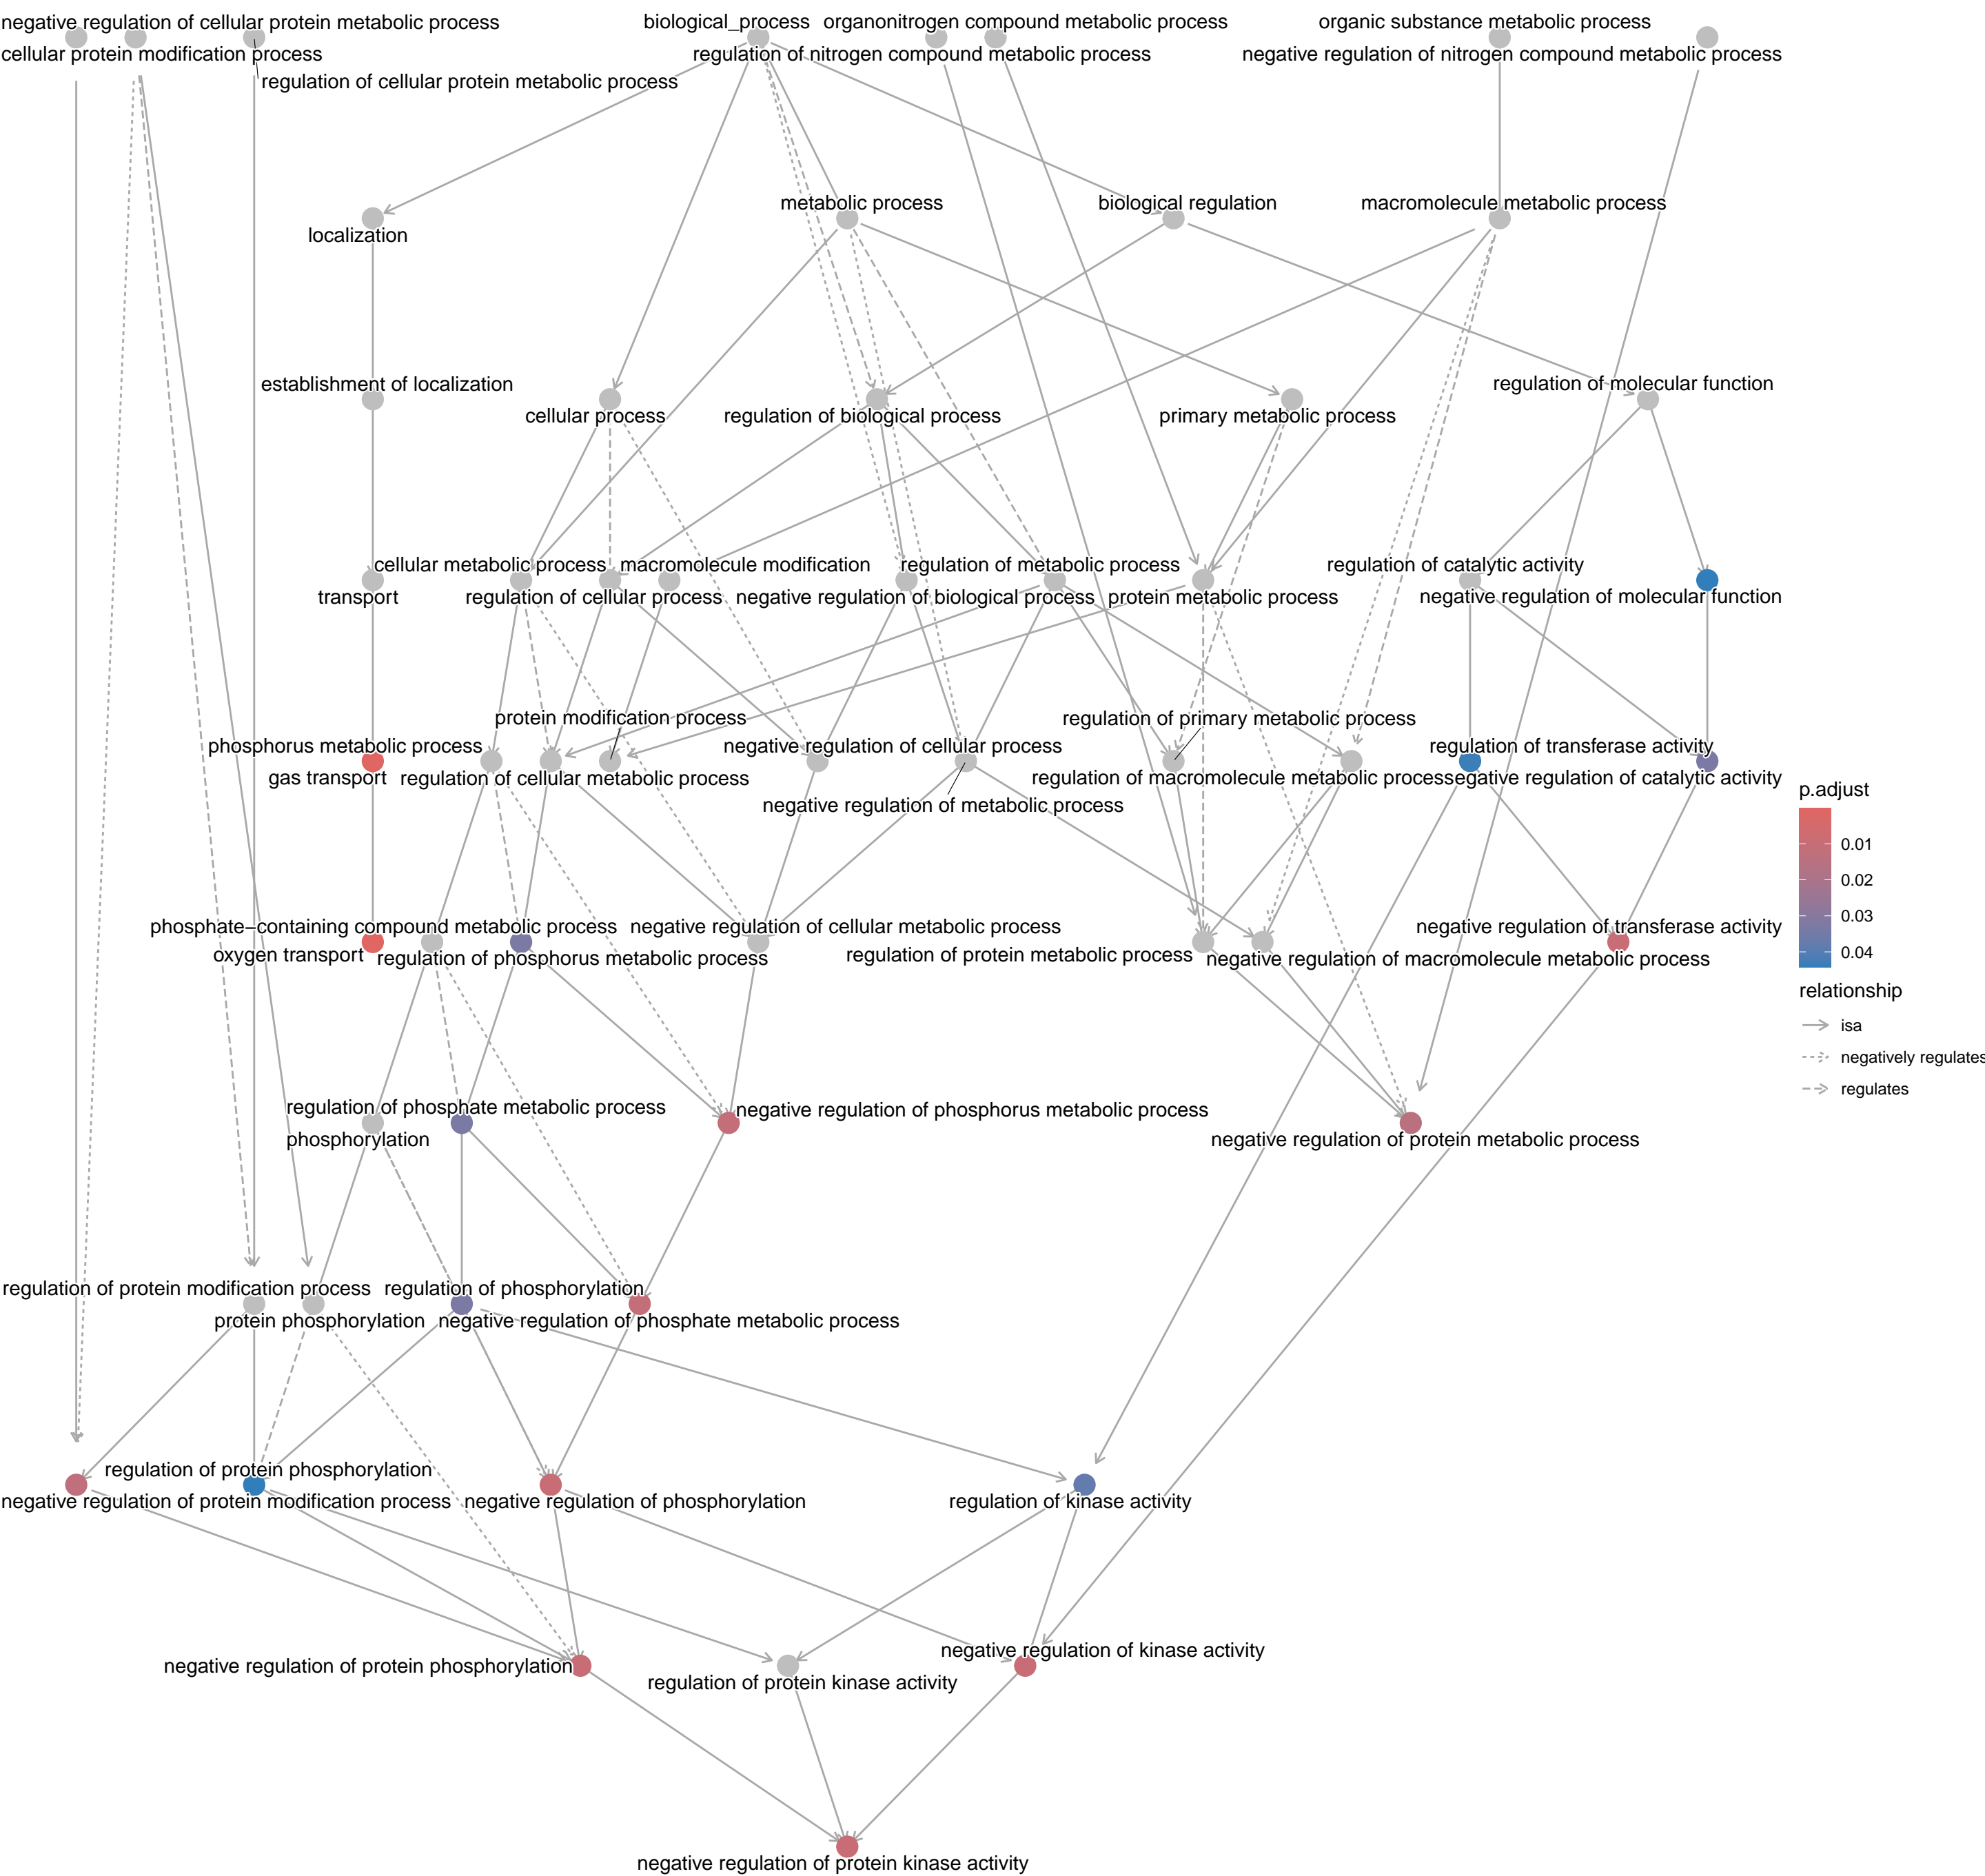 negative regulation of cellular protein metabolic process
biological_process
organonitrogen compound metabolic process
organic substance metabolic process
cellular protein modification process
regulation of nitrogen compound metabolic process
negative regulation of nitrogen compound metabolic process
regulation of cellular protein metabolic process
metabolic process
biological regulation
macromolecule metabolic process
localization
establishment of localization
regulation of molecular function
cellular process
regulation of biological process
primary metabolic process
cellular metabolic process
macromolecule modification
regulation of metabolic process
regulation of catalytic activity
transport
regulation of cellular process
negative regulation of biological process
protein metabolic process
negative regulation of molecular function
protein modification process
regulation of primary metabolic process
phosphorus metabolic process
negative regulation of cellular process
regulation of transferase activity
gas transport
regulation of cellular metabolic process
regulation of macromolecule metabolic process
egative regulation of catalytic activity
negative regulation of metabolic process
phosphate−containing compound metabolic process
negative regulation of cellular metabolic process
negative regulation of transferase activity
oxygen transport
regulation of phosphorus metabolic process
regulation of protein metabolic process
negative regulation of macromolecule metabolic process
regulation of phosphate metabolic process
negative regulation of phosphorus metabolic process
phosphorylation
negative regulation of protein metabolic process
regulation of protein modification process
regulation of phosphorylation
protein phosphorylation
negative regulation of phosphate metabolic process
regulation of protein phosphorylation
negative regulation of protein modification process
negative regulation of phosphorylation
regulation of kinase activity
negative regulation of kinase activity
negative regulation of protein phosphorylation
regulation of protein kinase activity
negative regulation of protein kinase activity
p.adjust
0.01
0.02
0.03
0.04
relationship
isa
negatively regulates
regulates